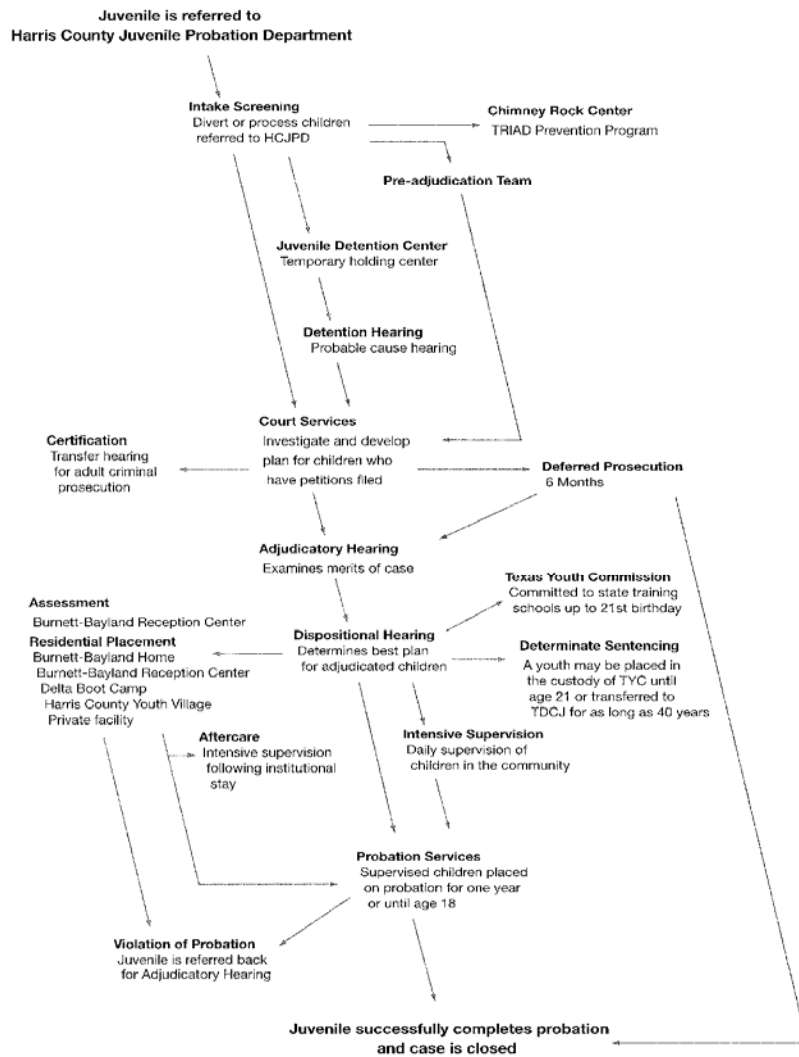 Juvenile is referred to
Harris County Juvenile Probation Department
Intake Screening
Divert or process children
referred to HCJPD
Chimney Rock Center
TRIAD Prevention Program
Pre-adjudication Team
Juvenile Detention Center
Temporary holding center
Detention Hearing
Probable cause hearing
Court Services
Investigate and develop
plan for children who
have petitions filed
Certification
Transfer hearing
for adult criminal
prosecution
Deferred Prosecution
6 Months
Adjudicatory Hearing
Examines merits of case
Texas Youth Commission
Committed to state training
schools up to 21st birthday
Assessment
Burnett-Bayland Reception Center
Residential Placement
Burnett-Bayland Home
Burnett-Bayland Reception Center
Delta Boot Camp
Harris County Youth Village
Private facility
Dispositional Hearing
Determines best plan
for adjudicated children
Determinate Sentencing
A youth may be placed in
the custody of TYC until
age 21 or transferred to
TDCJ for as long as 40 years
Aftercare
Intensive supervision
following institutional
stay
Intensive Supervision
Daily supervision of
children in the community
Probation Services
Supervised children placed
on probation for one year
or until age 18
Violation of Probation
Juvenile is referred back
for Adjudicatory Hearing
Juvenile successfully completes probation
and case is closed